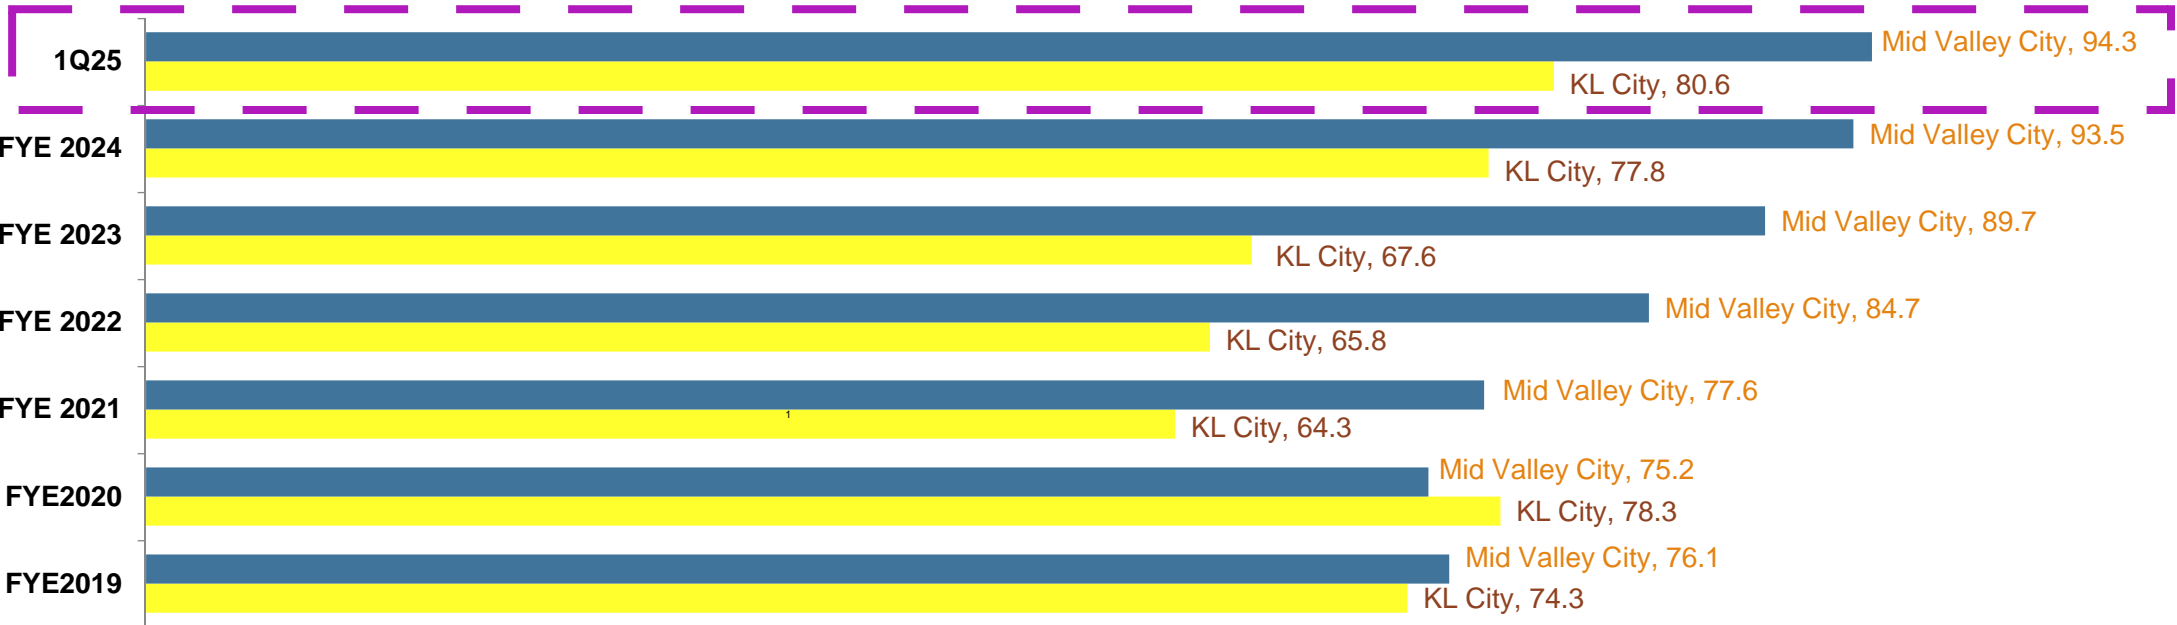 1Q25
Mid Valley City, 94.3
KL City, 80.6
FYE 2024
Mid Valley City, 93.5
KL City, 77.8
FYE 2023
Mid Valley City, 89.7
KL City, 67.6
FYE 2022
Mid Valley City, 84.7
KL City, 65.8
FYE 2021
Mid Valley City, 77.6
1
KL City, 64.3
FYE2020
Mid Valley City, 75.2
KL City, 78.3
FYE2019
Mid Valley City, 76.1
KL City, 74.3